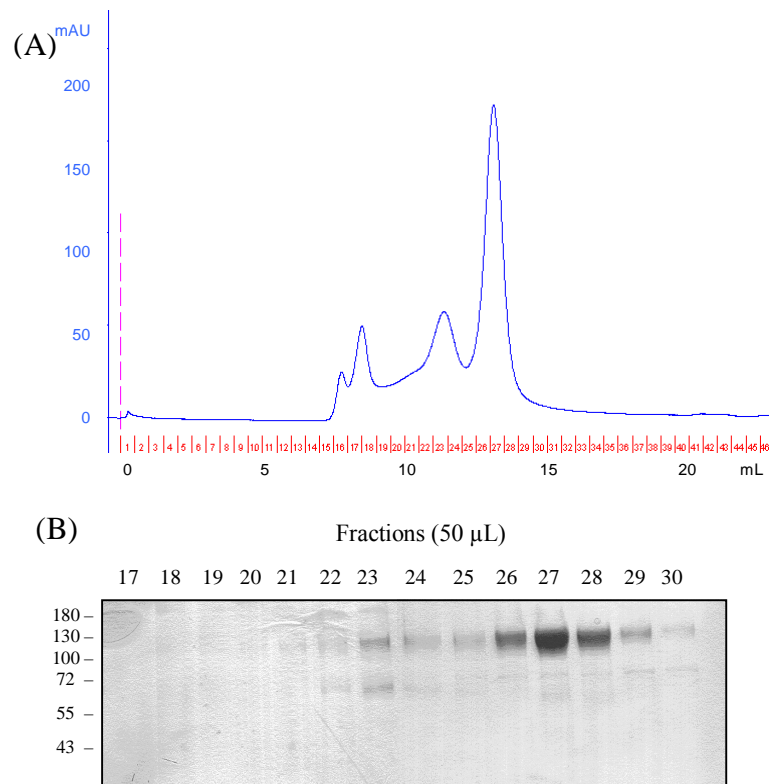 (A)
mAU
200
150
100
50
0
1 2 3 4 5 6 7 8 9 10 11 12 13 14 15 16 17 18 19 20 21 22 23 24 25 26 27 28 29 30 31 32 33 34 35 36 37 38 39 40 41 42 43 44 45 46
0 5 10 15 20 mL
(B)
Fractions (50 µL)
17 18 19 20 21 22 23 24 25 26 27 28 29 30
180 –
130 –
100 –
72 –
55 –
43 –